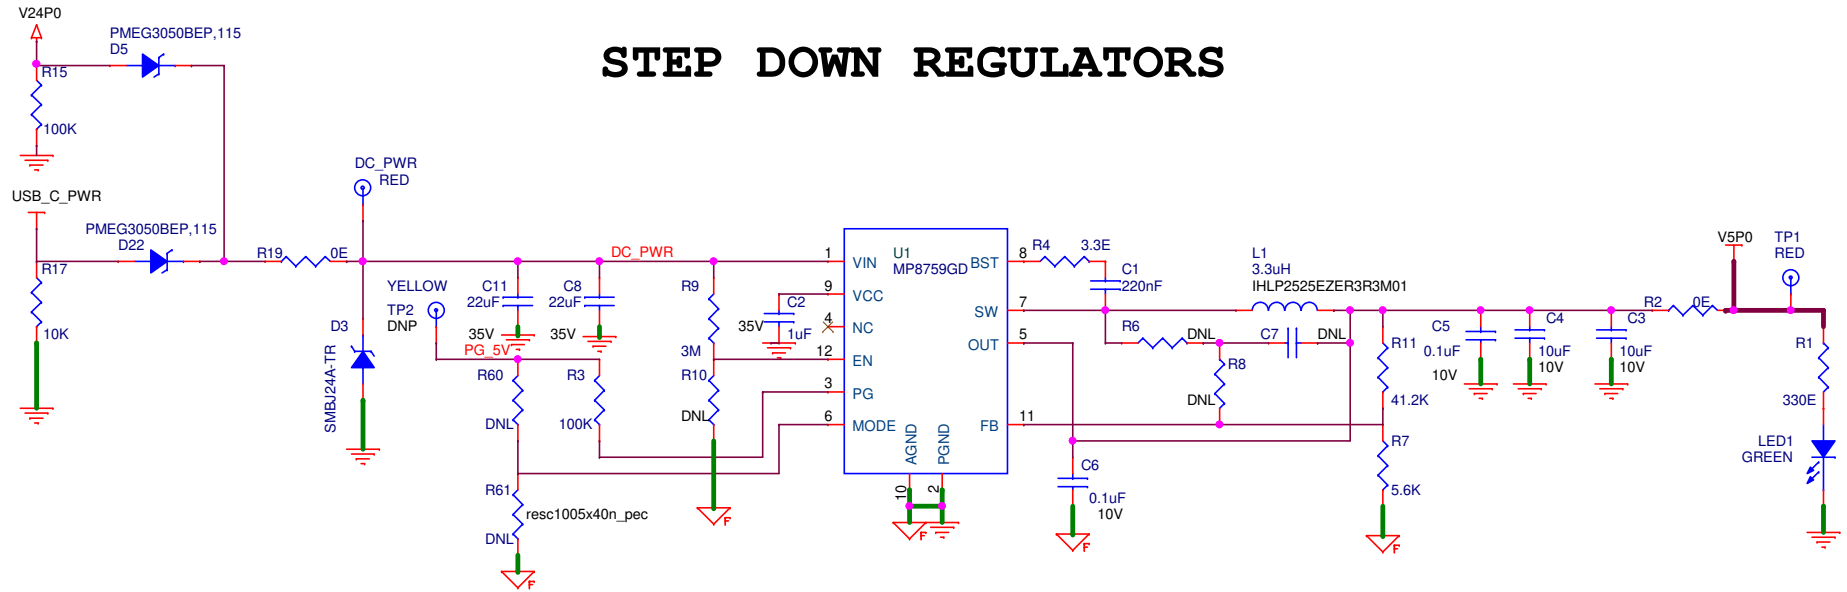 STEP DOWN REGULATORS
V24P0
PMEG3050BEP,115
D5
R15
100K
USB_C_PWR
PMEG3050BEP,115
D22
R17
10K
R19
0E
DC_PWR
RED
D3
SMBJ24A-TR
YELLOW
TP2
DNP
PG_5V
C11
22uF
35V
C8
22uF
35V
DC_PWR
R60
DNL
R3
100K
R61
resc1005x40n_pec
DNL
F
R9
3M
R10
DNL
F
C2
35V
1uF
U1
MP8759GD
1
VIN
9
VCC
4
NC
12
EN
3
PG
6
MODE
8
BST
7
SW
5
OUT
11
FB
AGND
PGND
10
2
F
R4
3.3E
C1
220nF
L1
3.3uH
IHLP2525EZER3R3M01
R6
DNL
C7
DNL
R8
DNL
C6
0.1uF
10V
F
R11
41.2K
R7
5.6K
F
C5
0.1uF
10V
C4
10uF
10V
C3
10uF
10V
R2
0E
V5P0
TP1
RED
R1
330E
LED1
GREEN